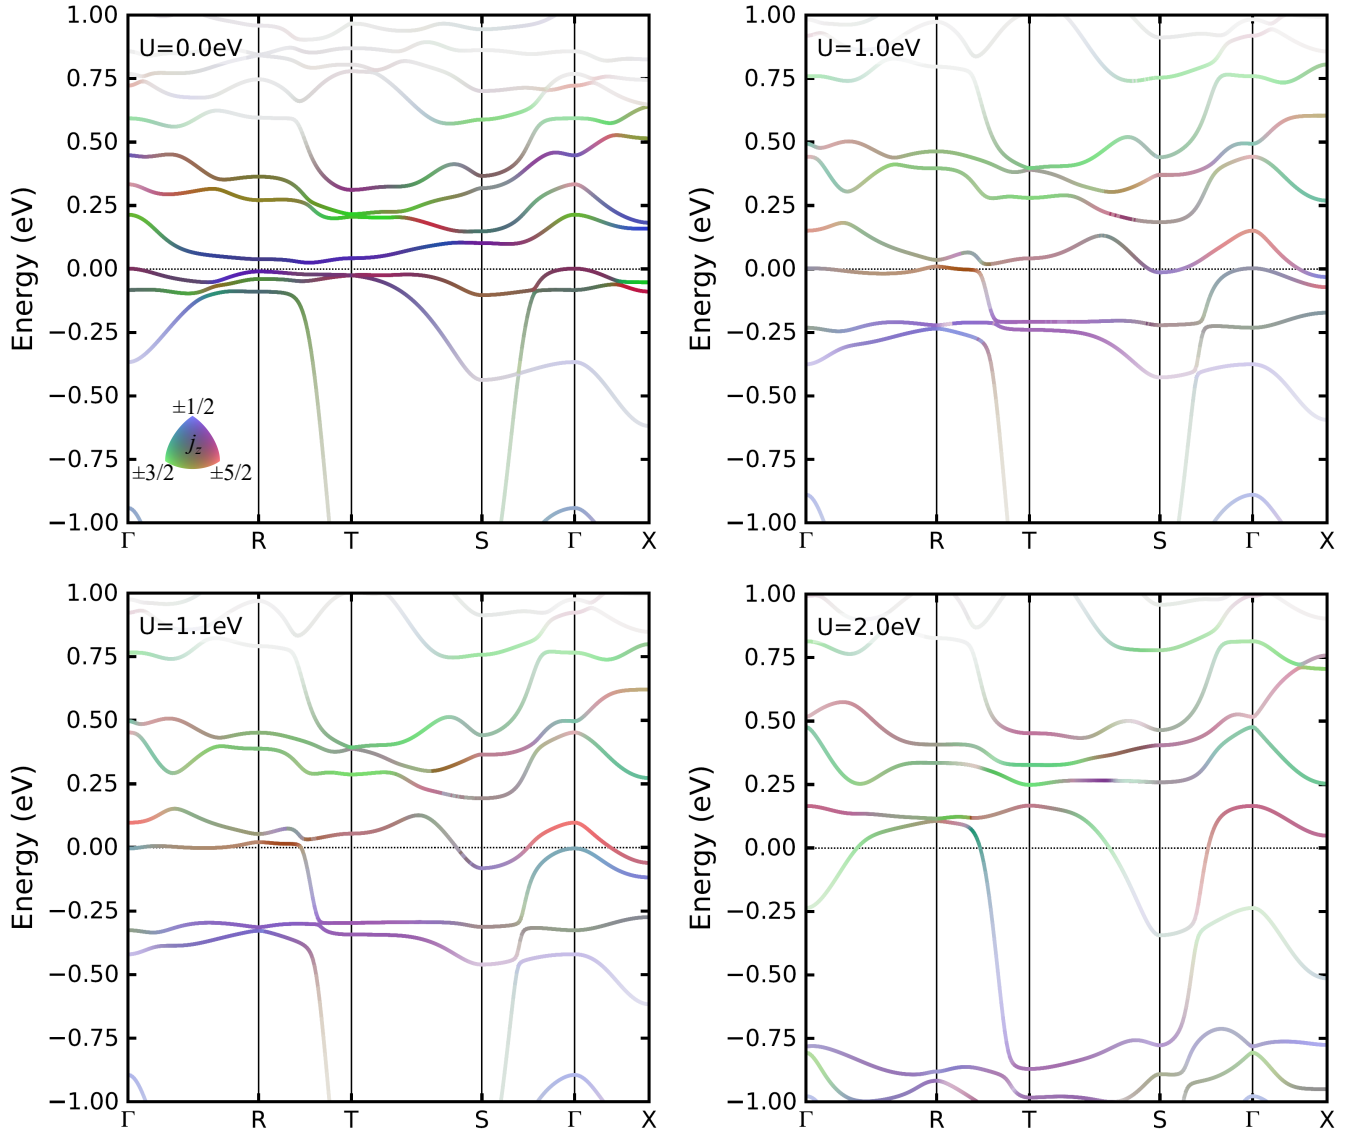 U=0.0eV
Energy (eV)
1.00
0.75
0.50
0.25
0.00
−0.25
−0.50
−0.75
−1.00
±1/2
j_z
±3/2 ±5/2
Γ R T S Γ X
U=1.0eV
Energy (eV)
1.00
0.75
0.50
0.25
0.00
−0.25
−0.50
−0.75
−1.00
Γ R T S Γ X
U=1.1eV
Energy (eV)
1.00
0.75
0.50
0.25
0.00
−0.25
−0.50
−0.75
−1.00
Γ R T S Γ X
U=2.0eV
Energy (eV)
1.00
0.75
0.50
0.25
0.00
−0.25
−0.50
−0.75
−1.00
Γ R T S Γ X